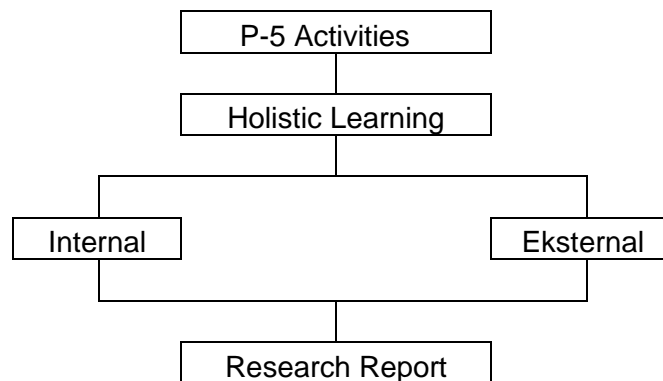 P-5 Activities
Holistic Learning
Internal
Eksternal
Research Report